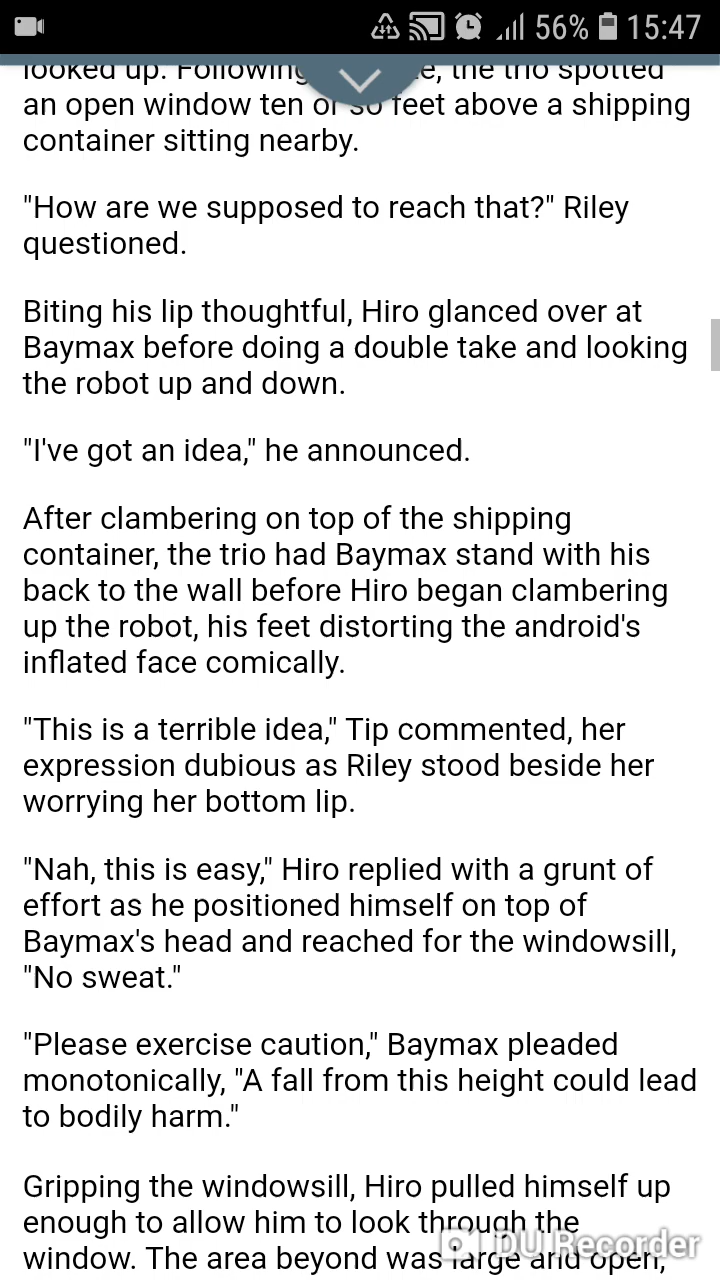 56% 15:47
looked up. Following the trio spotted
an open window ten or so feet above a shipping
container sitting nearby.
"How are we supposed to reach that?" Riley
questioned.
Biting his lip thoughtful, Hiro glanced over at
Baymax before doing a double take and looking
the robot up and down.
"I've got an idea," he announced.
After clambering on top of the shipping
container, the trio had Baymax stand with his
back to the wall before Hiro began clambering
up the robot, his feet distorting the android's
inflated face comically.
"This is a terrible idea," Tip commented, her
expression dubious as Riley stood beside her
worrying her bottom lip.
"Nah, this is easy," Hiro replied with a grunt of
effort as he positioned himself on top of
Baymax's head and reached for the windowsill,
"No sweat."
"Please exercise caution," Baymax pleaded
monotonically, "A fall from this height could lead
to bodily harm."
Gripping the windowsill, Hiro pulled himself up
enough to allow him to look through the
window. The area beyond was large and open,
DU Recorder